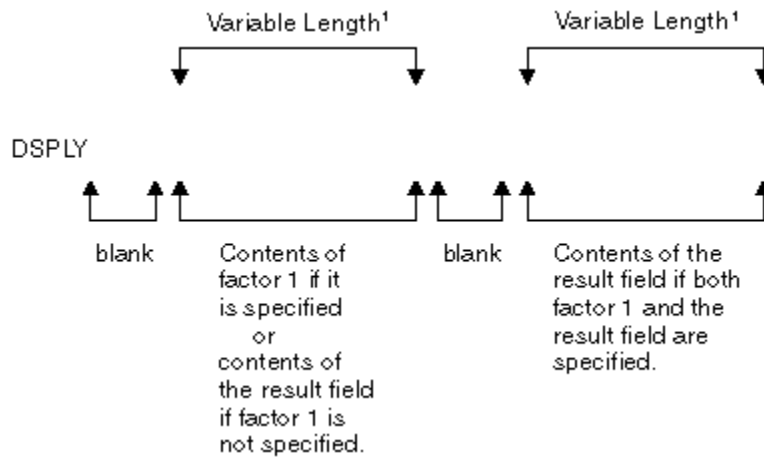 Variable Length¹
Variable Length¹
DSPLY
blank
Contents of
factor 1 if it
is specified
or
contents of
the result field
if factor 1 is
not specified.
blank
Contents of the
result field if both
factor 1 and the
result field are
specified.